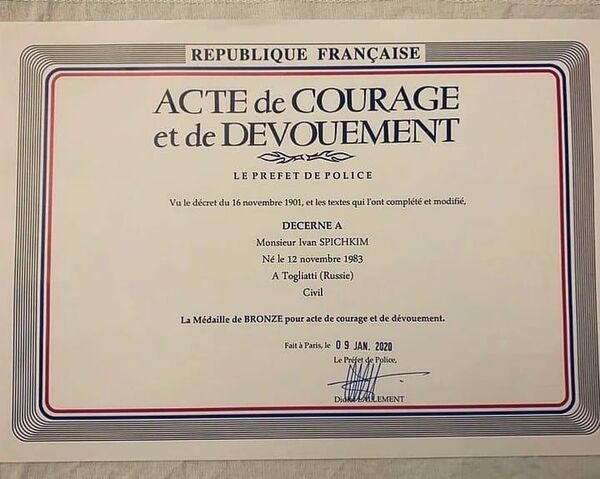 REPUBLIQUE FRANÇAISE
ACTE de COURAGE
et de DEVOUEMENT
LE PREFET DE POLICE
Vu le décret du 16 novembre 1901, et les textes qui l'ont complété et modifié,
DECERNE A
Monsieur Ivan SPICHKIM
Né le 12 novembre 1983
A Togliatti (Russie)
Civil
La Médaille de BRONZE pour acte de courage et de dévouement.
Fait à Paris, le 09 JAN. 2020
Le Préfet de Police,